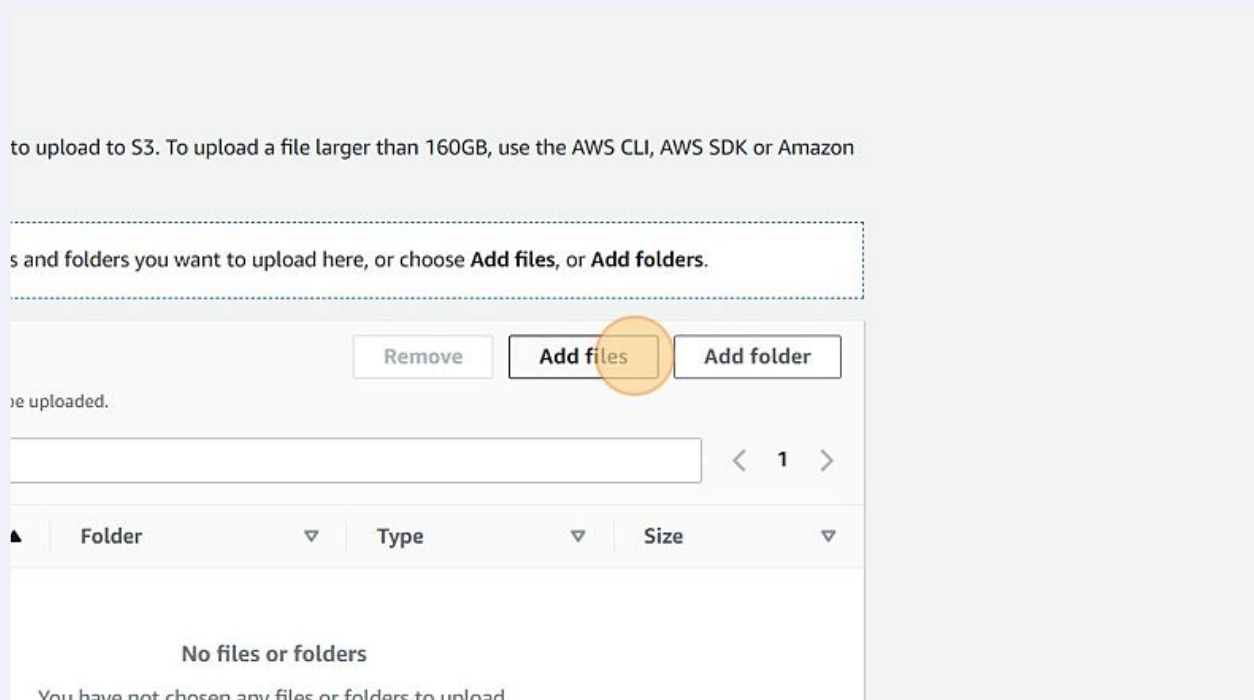 to upload to S3. To upload a file larger than 160GB, use the AWS CLI, AWS SDK or Amazon
and folders you want to upload here, or choose Add files, or Add folders.
Remove Add files Add folder
uploaded.
1
Folder Type Size
No files or folders
You have not chosen any files or folders to upload